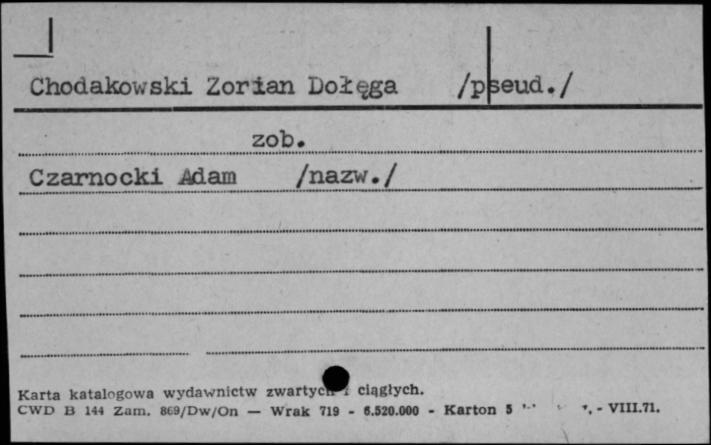 Chodakowski Zorian Dołęga /pseud./
zob.
Czarnocki Adam /nazw./
Karta katalogowa wydawnictw zwartych i ciągłych.
CWD B 144 Zam. 869/Dw/On — Wrak 719 - 6.520.000 - Karton 5 - VIII.71.